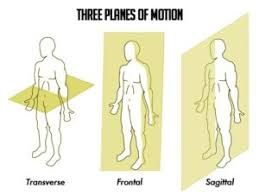 THREE PLANES OF MOTION
Transverse
Frontal
Sagittal